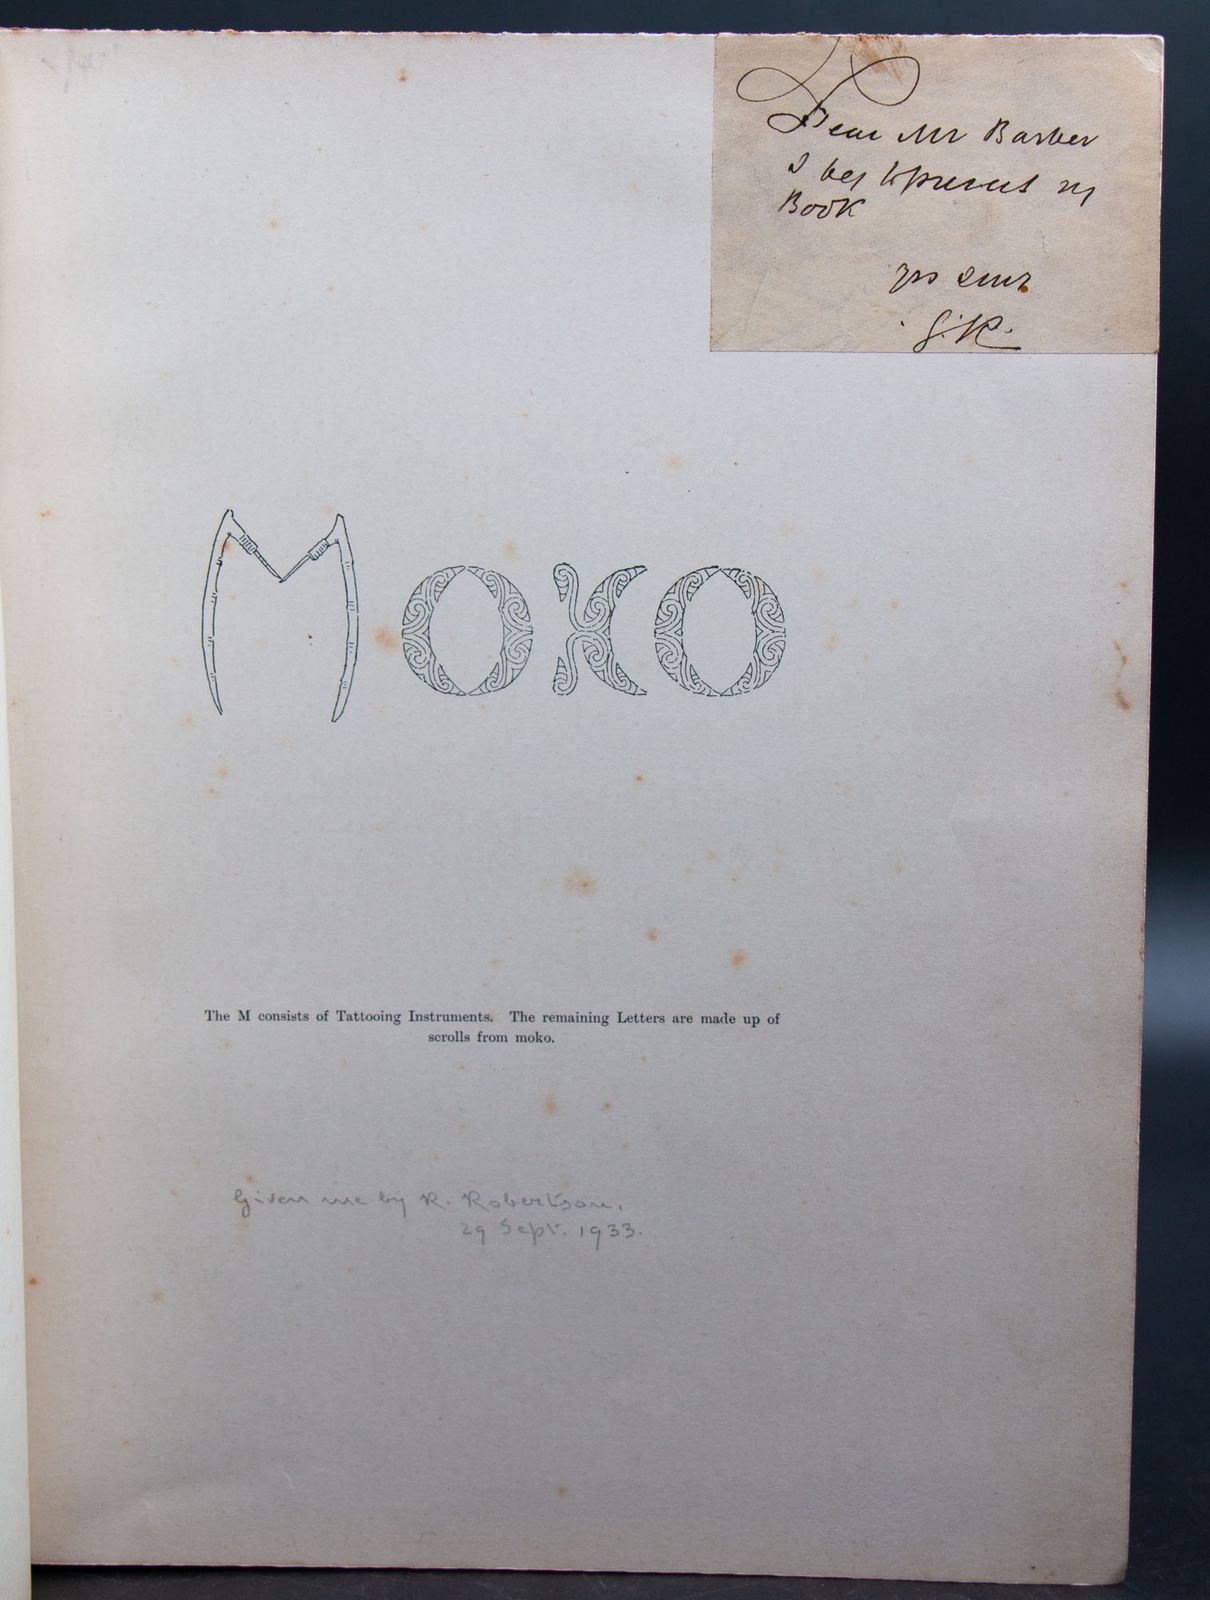 Dear Mr Barber
I beg to present my
Book
yrs sinc
G.R.
MOKO
The M consists of Tattooing Instruments. The remaining Letters are made up of
scrolls from moko.
Given me by R. Robertson.
29 Sept. 1933.